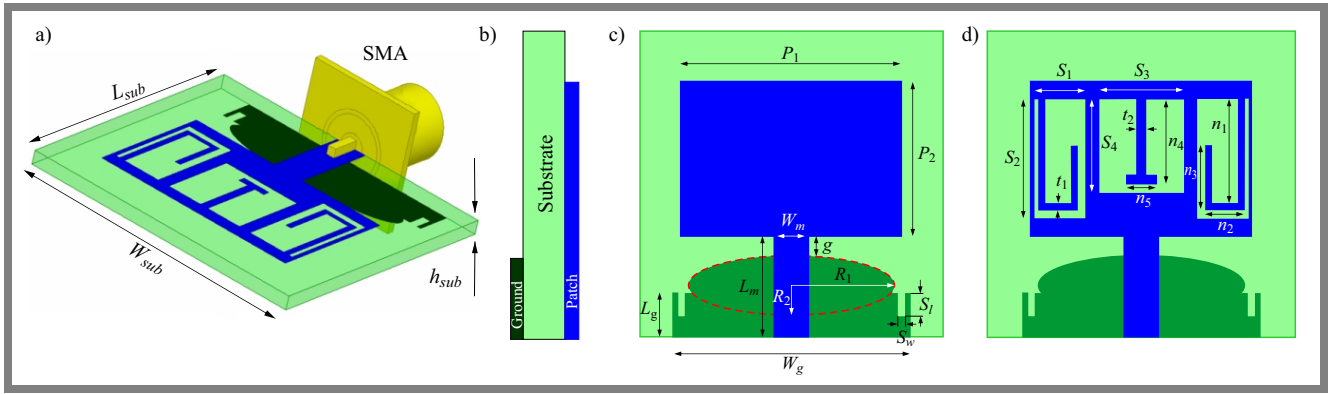 a)
SMA
L_sub
W_sub
h_sub
b)
Substrate
Ground
Patch
c)
P_1
P_2
W_m
g
L_m
R_1
R_2
L_g
S_l
S_w
W_g
d)
S_1
S_3
t_2
n_1
S_4
n_4
S_2
n_3
t_1
n_5
n_2